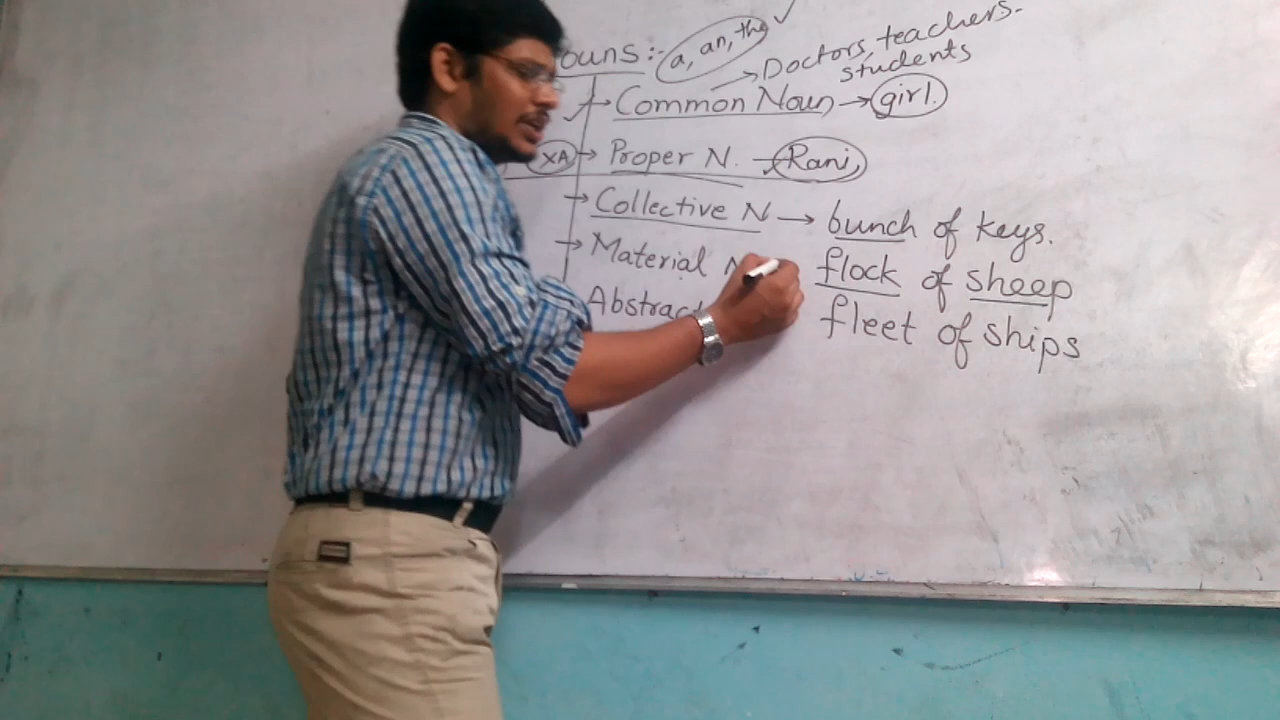 ouns:- a, an, the ✓
→ Doctors, teachers.
students
→ Common Noun, → girl.
XA → Proper N. → Rani,
→ Collective N → bunch of keys.
→ Material N flock of sheep
Abstract fleet of ships